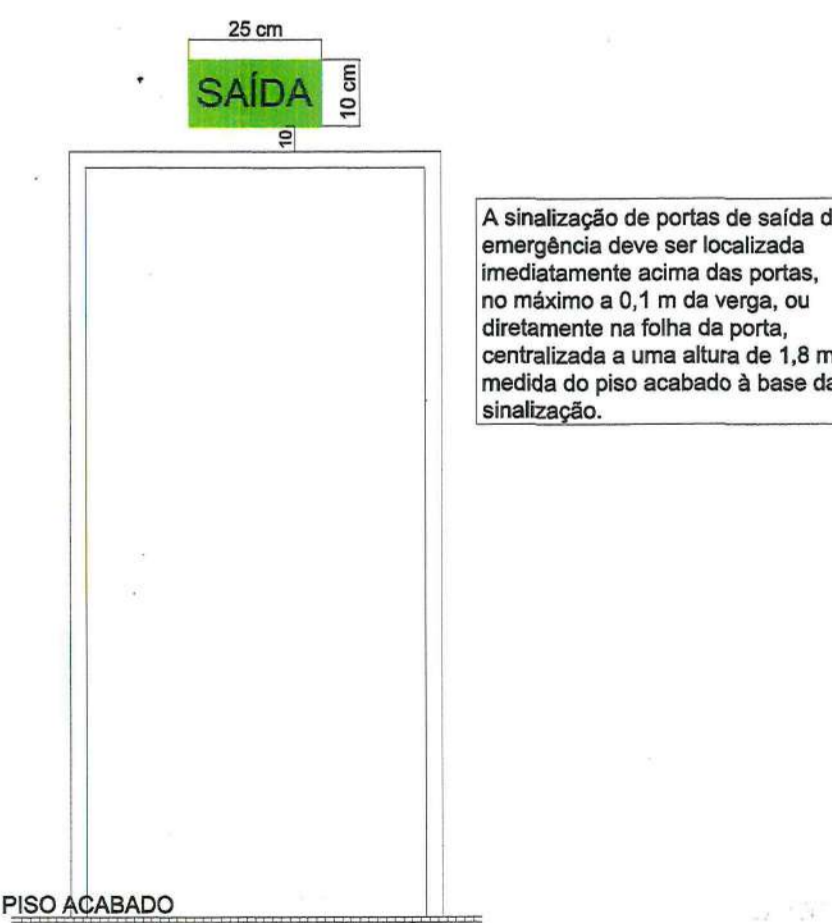 25 cm
SAÍDA
10 cm
10
A sinalização de portas de saída d
emergência deve ser localizada
imediatamente acima das portas,
no máximo a 0,1 m da verga, ou
diretamente na folha da porta,
centralizada a uma altura de 1,8 m
medida do piso acabado à base da
sinalização.
PISO ACABADO